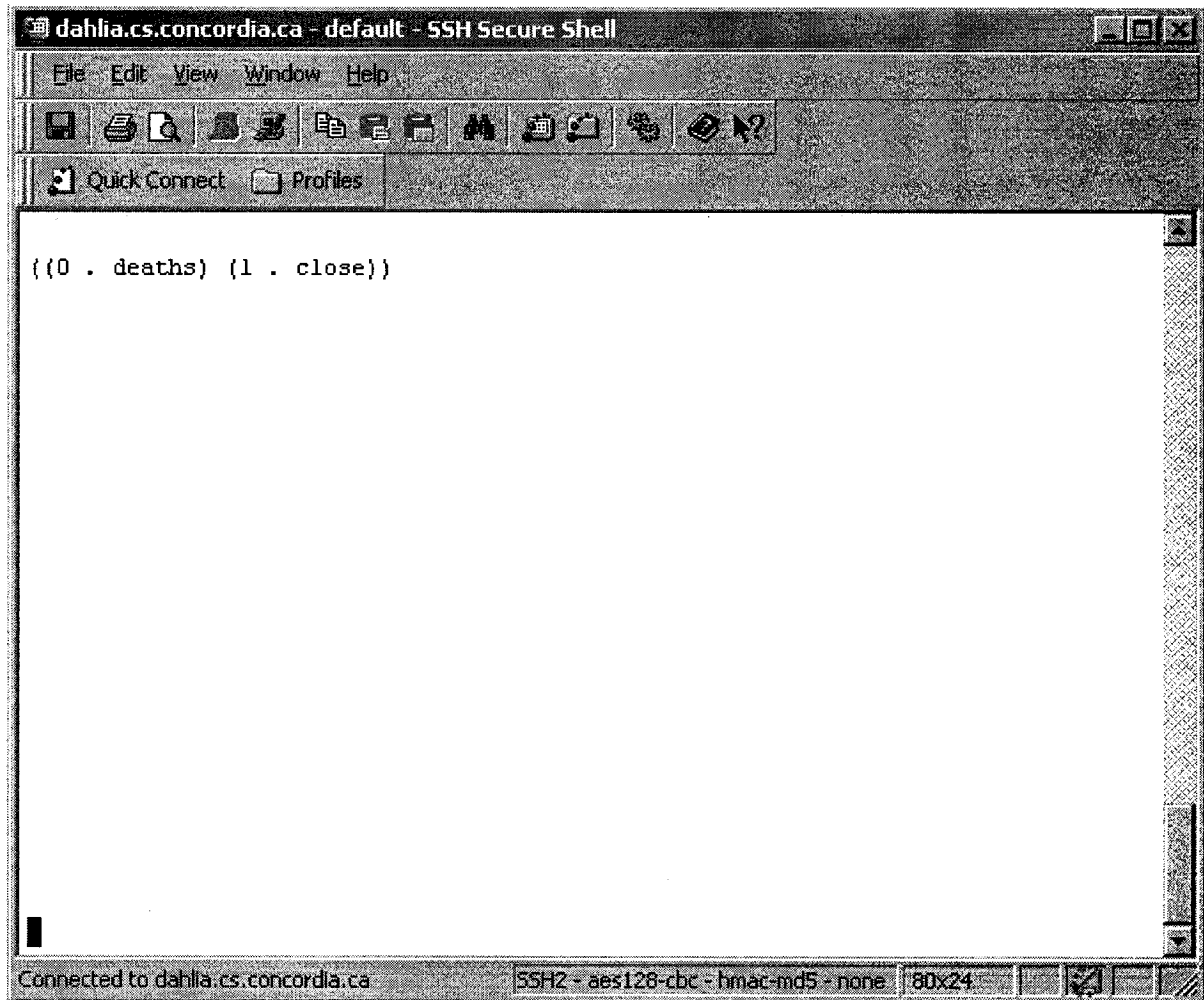 dahlia.cs.concordia.ca - default - SSH Secure Shell
File Edit View Window Help
Quick Connect Profiles
((0 . deaths) (1 . close))
Connected to dahlia.cs.concordia.ca SSH2 - aes128-cbc - hmac-md5 - none 80x24